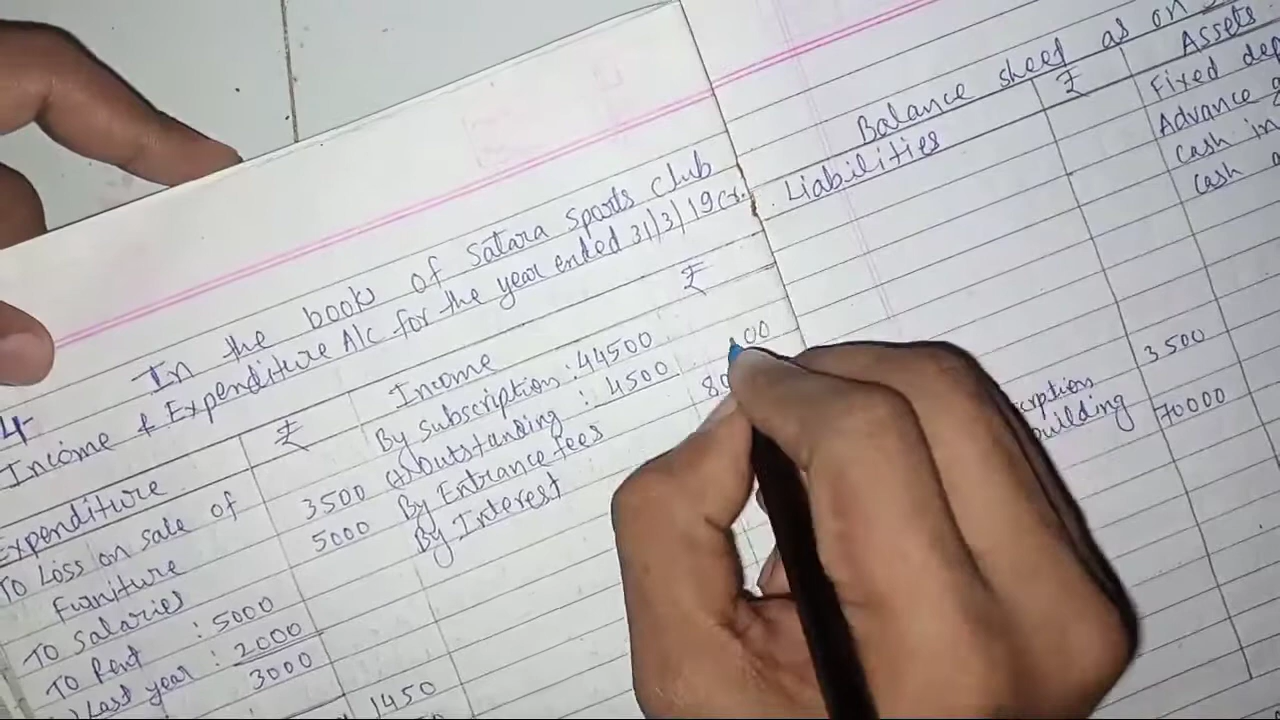 4
In the books of Satara Sports Club
Income & Expenditure A/c for the year ended 31/3/19 Cr.
Expenditure ₹ Income ₹
To Loss on sale of 3500 By Subscription : 44500
Furniture (+) Outstanding : 4500
To Salaries 5000 By Entrance fees
To Rent : 5000 By Interest
Last year : 2000
3000
1450
Balance sheet as on
Liabilities ₹ Assets
Fixed
Advance
Cash in
Cash
3500
building 70000